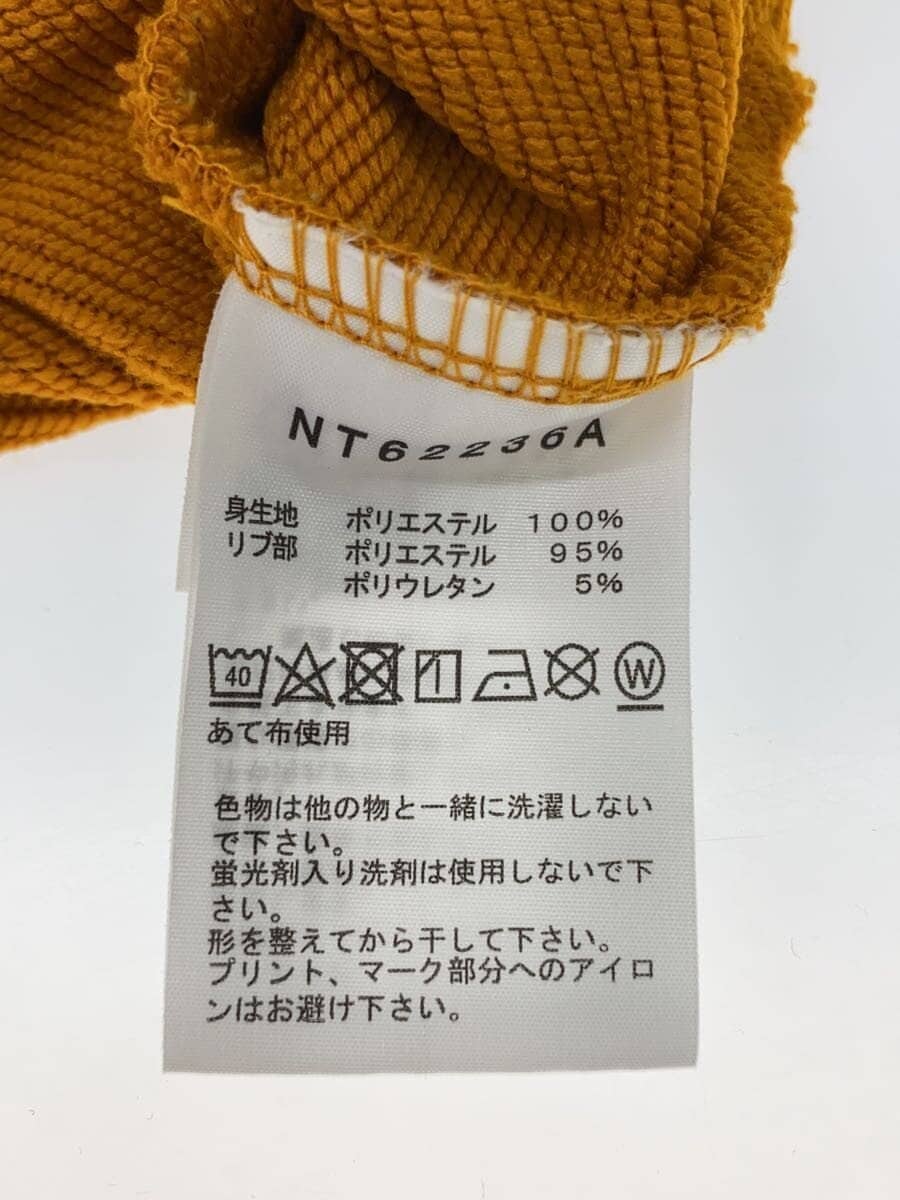 NT62236A
身生地 ポリエステル 100%
リブ部 ポリエステル 95%
ポリウレタン 5%
40 W
あて布使用
色物は他の物と一緒に洗濯しない
で下さい。
蛍光剤入り洗剤は使用しないで下
さい。
形を整えてから干して下さい。
プリント、マーク部分へのアイロ
ンはお避け下さい。